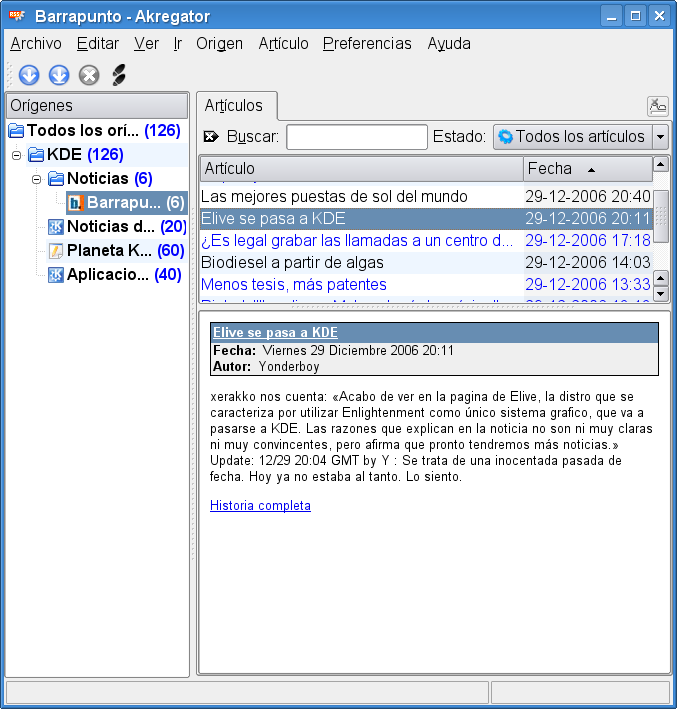 Barrapunto - Akregator
Archivo Editar Ver Ir Origen Artículo Preferencias Ayuda
Orígenes
Todos los orí... (126)
KDE (126)
Noticias (6)
Barrapu... (6)
Noticias d... (20)
Planeta K... (60)
Aplicacio... (40)
Artículos
Buscar: Estado: Todos los artículos
Artículo Fecha
Las mejores puestas de sol del mundo 29-12-2006 20:40
Elive se pasa a KDE 29-12-2006 20:11
¿Es legal grabar las llamadas a un centro d... 29-12-2006 17:18
Biodiesel a partir de algas 29-12-2006 14:03
Menos tesis, más patentes 29-12-2006 13:33
Elive se pasa a KDE
Fecha: Viernes 29 Diciembre 2006 20:11
Autor: Yonderboy
xerakko nos cuenta: «Acabo de ver en la pagina de Elive, la distro que se
caracteriza por utilizar Enlightenment como único sistema grafico, que va a
pasarse a KDE. Las razones que explican en la noticia no son ni muy claras
ni muy convincentes, pero afirma que pronto tendremos más noticias.»
Update: 12/29 20:04 GMT by Y : Se trata de una inocentada pasada de
fecha. Hoy ya no estaba al tanto. Lo siento.
Historia completa